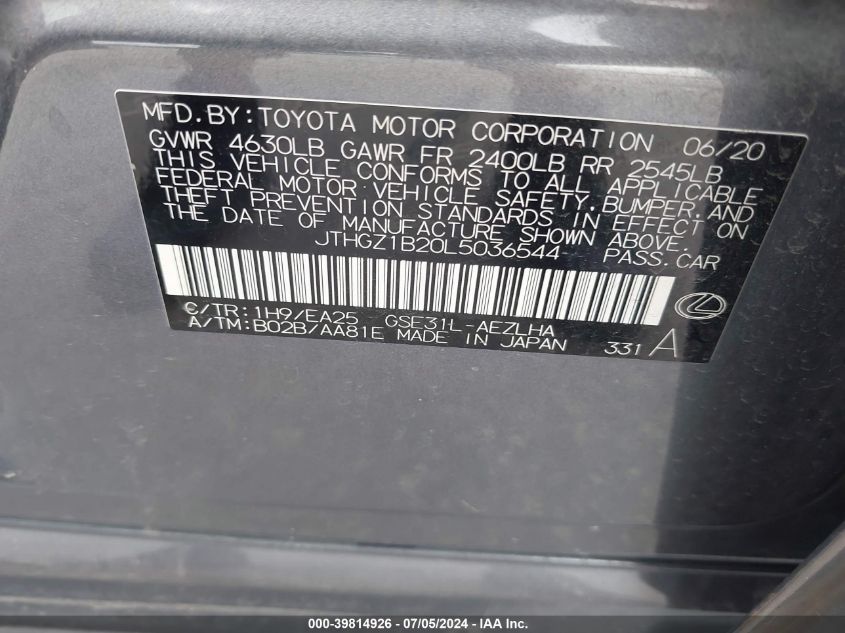 MFD.BY:TOYOTA MOTOR CORPORATION 06/20
GVWR 4630LB GAWR FR 2400LB RR 2545LB
THIS VEHICLE CONFORMS TO ALL APPLICABLE
FEDERAL MOTOR VEHICLE SAFETY,BUMPER,AND
THEFT PREVENTION STANDARDS IN EFFECT ON
THE DATE OF MANUFACTURE SHOWN ABOVE.
JTHGZ1B20L5036544 PASS.CAR
C/TR:1H9/EA25 GSE31L-AEZLHA
A/TM:B02B/AA81E MADE IN JAPAN 331 A
000-39814926 - 07/05/2024 - IAA Inc.